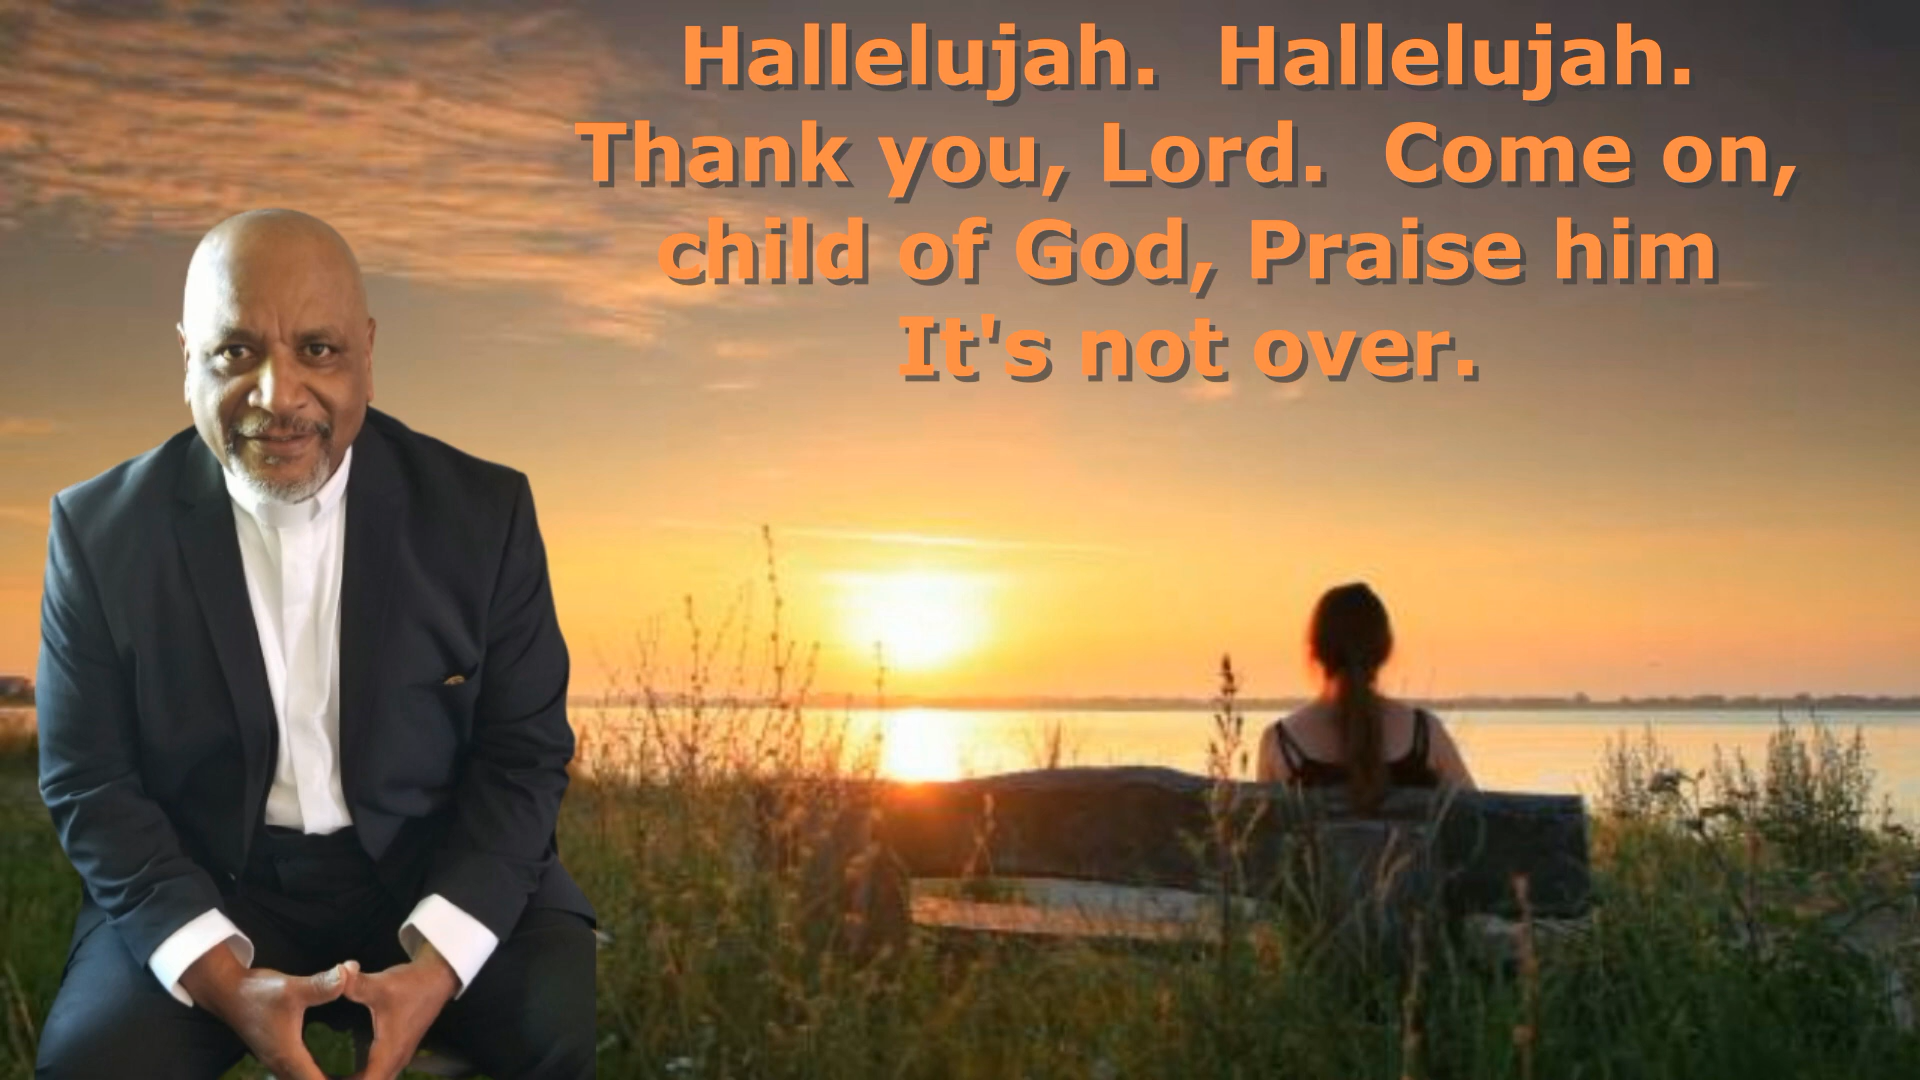 Hallelujah.  Hallelujah.
Thank you, Lord.  Come on,
child of God, Praise him
It's not over.